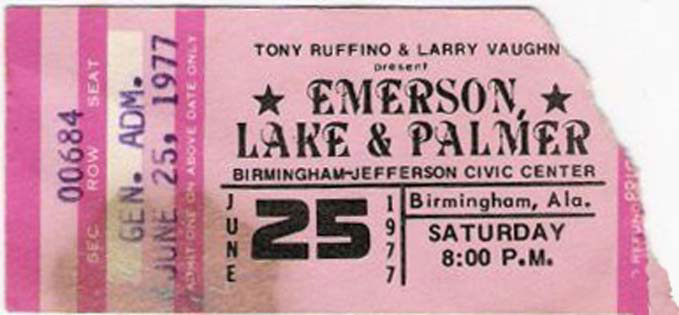 00684
SEC. ROW SEAT
GEN. ADM.
JUNE 25, 1977
ADMIT ONE ON ABOVE DATE ONLY
TONY RUFFINO & LARRY VAUGHN
present
★ EMERSON, ★
LAKE & PALMER
BIRMINGHAM-JEFFERSON CIVIC CENTER
JUNE
25
1977
Birmingham, Ala.
SATURDAY
8:00 P.M.